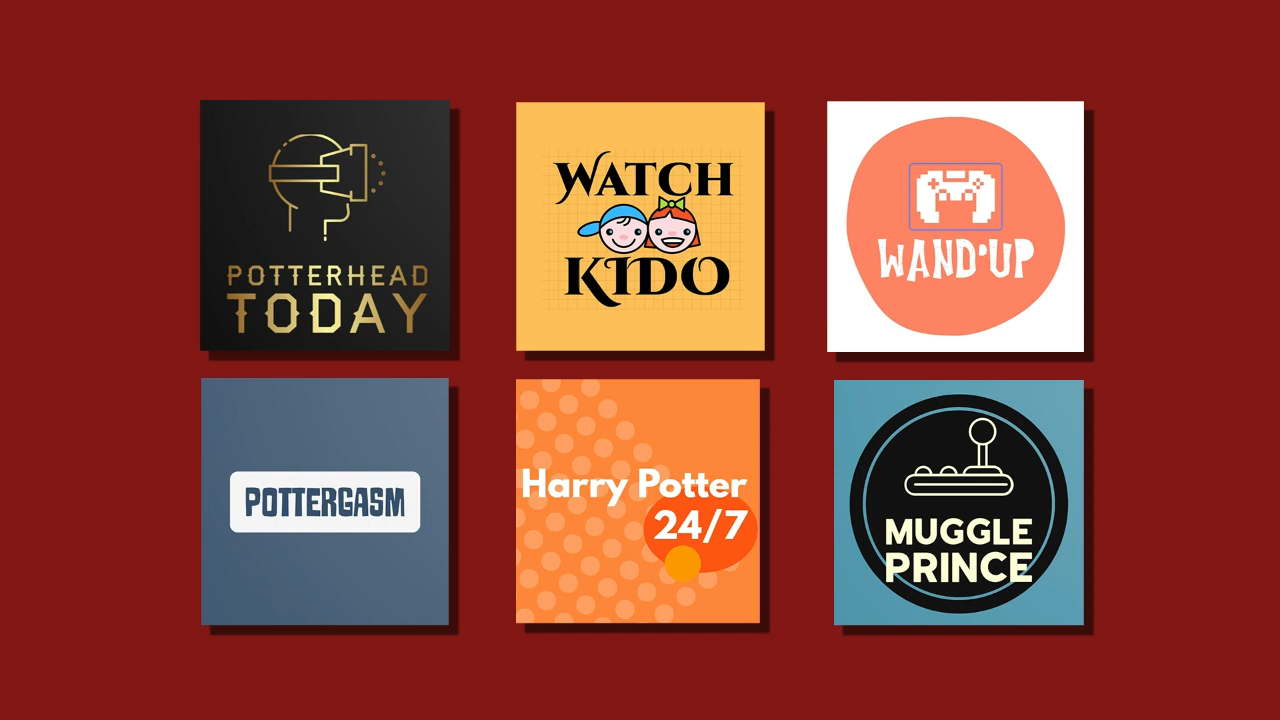 POTTERHEAD
TODAY
WATCH
KIDO
WAND'UP
POTTERGASM
Harry Potter
24/7
MUGGLE
PRINCE